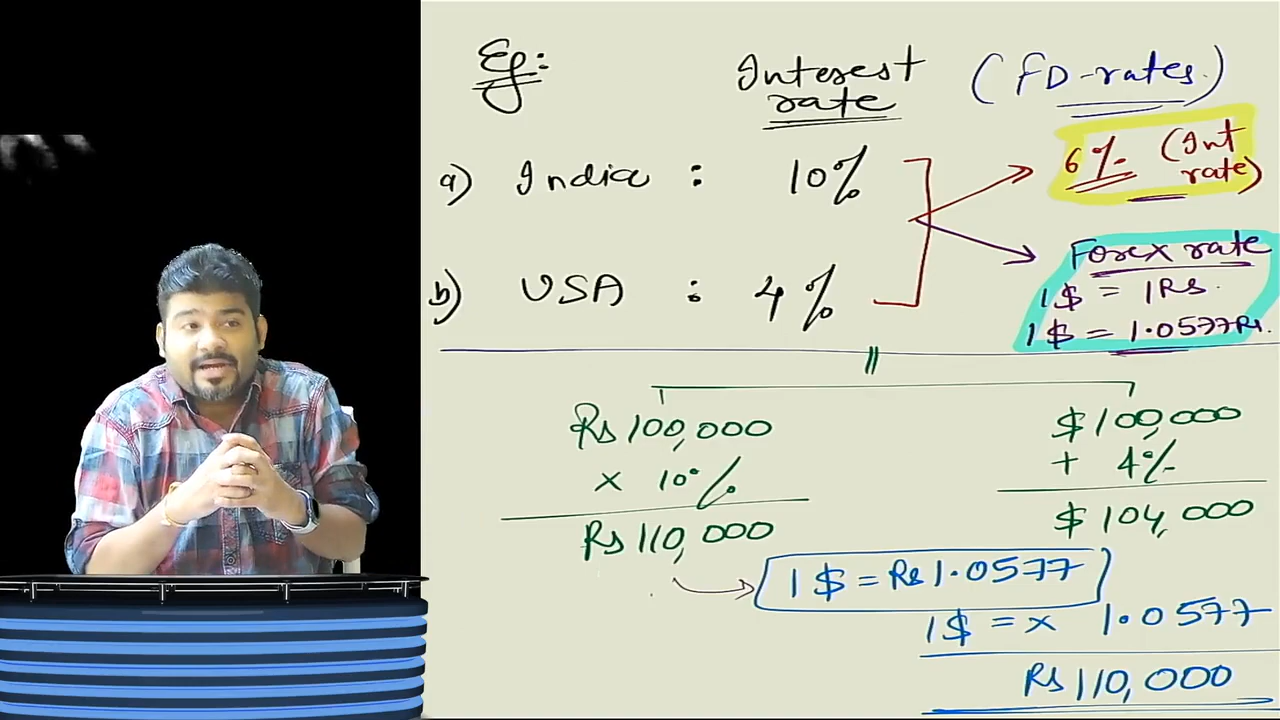 Eg:
Interest rate
(FD-rates.)
a) India : 10%
b) USA : 4%
6% (Int rate)
Forex rate
1$ = 1Rs.
1$ = 1.0577Rs.
Rs 100,000
x 10%
Rs 110,000
$100,000
+ 4%
$ 104,000
1$ = Rs 1.0577
1$ = x 1.0577
Rs 110,000